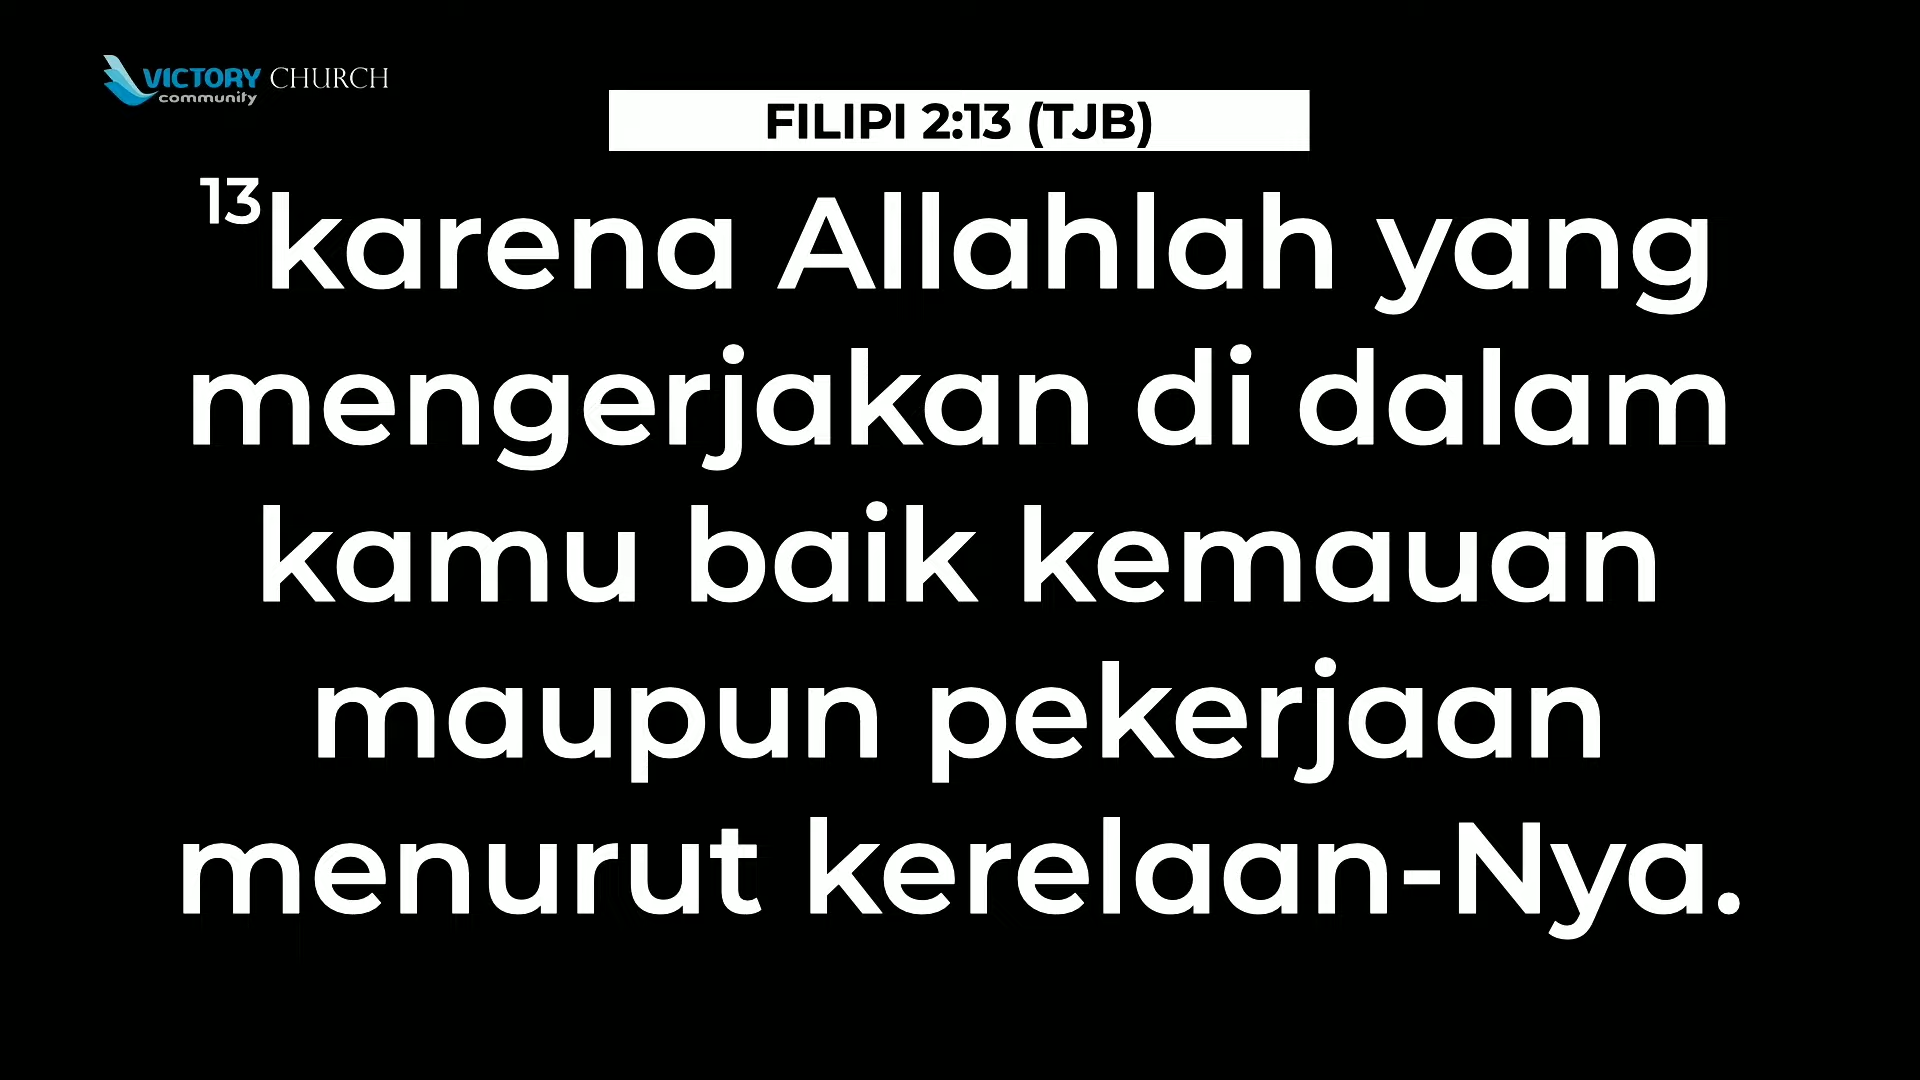 VICTORY CHURCH
community
FILIPI 2:13 (TJB)
13karena Allahlah yang
mengerjakan di dalam
kamu baik kemauan
maupun pekerjaan
menurut kerelaan-Nya.